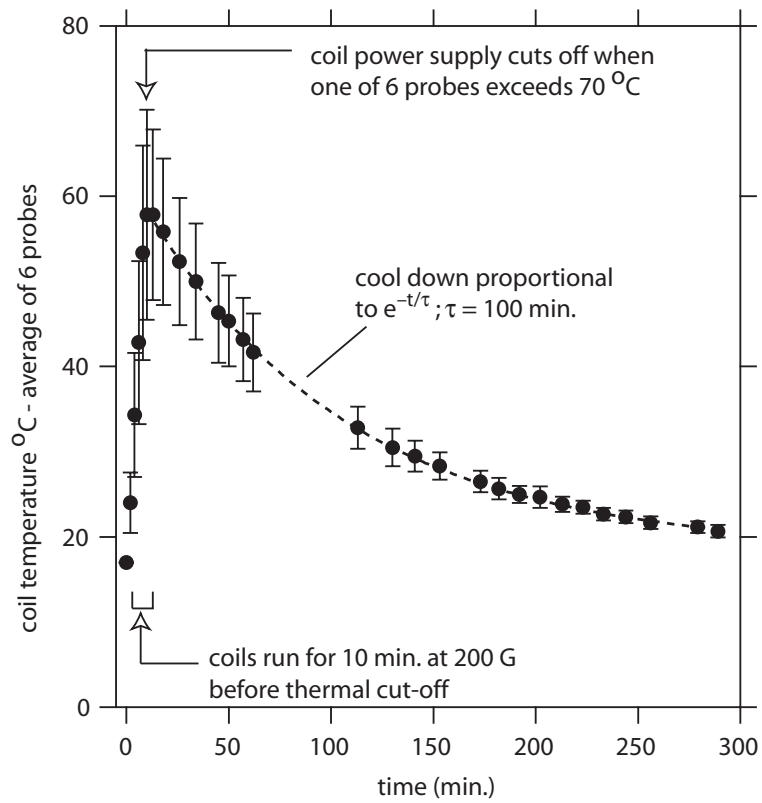 80
60
40
20
0
coil temperature ⁰C - average of 6 probes
coil power supply cuts off when
one of 6 probes exceeds 70 ⁰C
cool down proportional
to e⁻ᵗ/τ ; τ = 100 min.
coils run for 10 min. at 200 G
before thermal cut-off
0 50 100 150 200 250 300
time (min.)